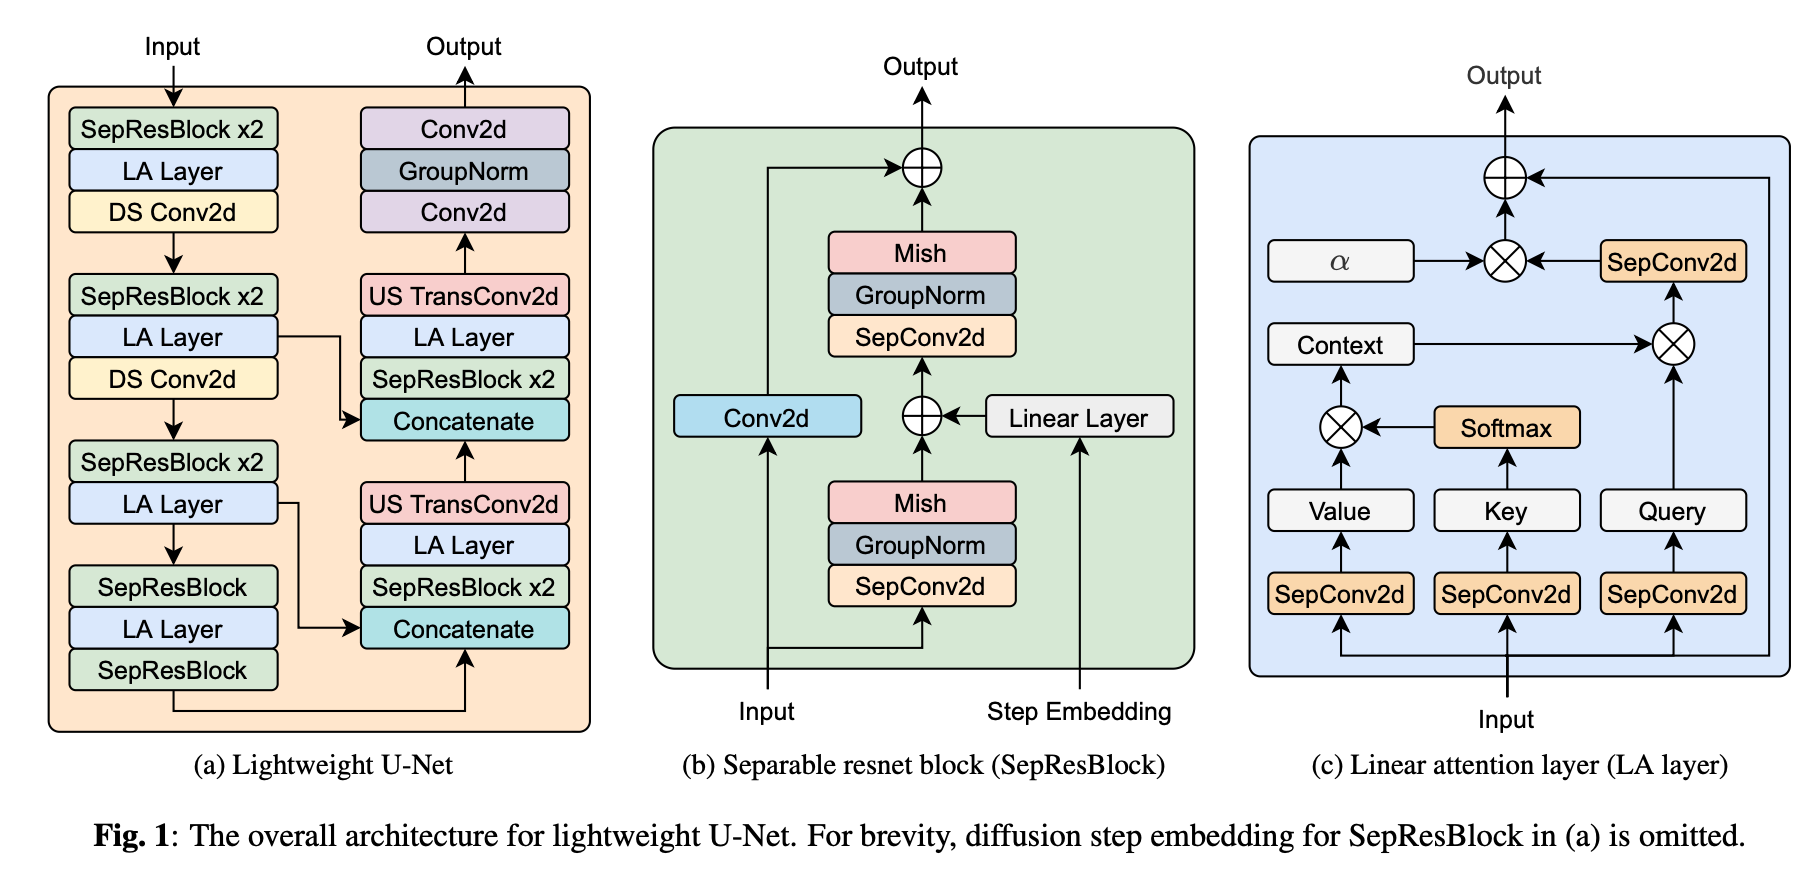 Input
SepResBlock x2
LA Layer
DS Conv2d
SepResBlock x2
LA Layer
DS Conv2d
SepResBlock x2
LA Layer
SepResBlock
LA Layer
SepResBlock
Output
Conv2d
GroupNorm
Conv2d
US TransConv2d
LA Layer
SepResBlock x2
Concatenate
US TransConv2d
LA Layer
SepResBlock x2
Concatenate
(a) Lightweight U-Net
Output
Mish
GroupNorm
SepConv2d
Conv2d
Linear Layer
Mish
GroupNorm
SepConv2d
Input
Step Embedding
(b) Separable resnet block (SepResBlock)
Output
α
SepConv2d
Context
Softmax
Value
Key
Query
SepConv2d
SepConv2d
SepConv2d
Input
(c) Linear attention layer (LA layer)
Fig. 1: The overall architecture for lightweight U-Net. For brevity, diffusion step embedding for SepResBlock in (a) is omitted.